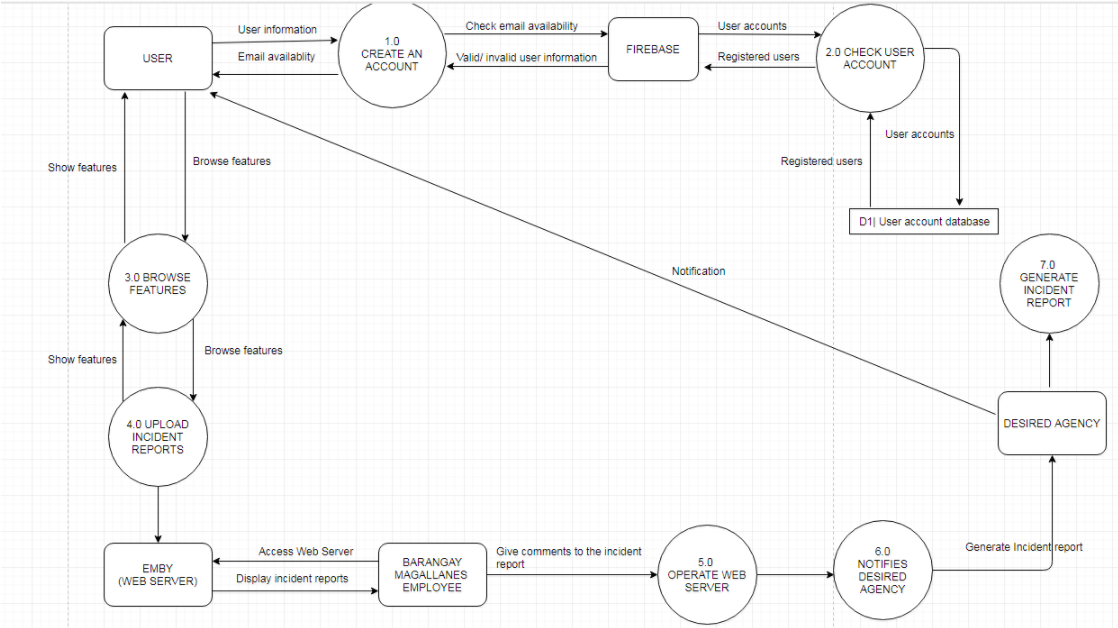 User information
Email availablity
USER
1.0
CREATE AN
ACCOUNT
Check email availability
Valid/ invalid user information
FIREBASE
User accounts
Registered users
2.0 CHECK USER
ACCOUNT
User accounts
Registered users
D1| User account database
Show features
Browse features
3.0 BROWSE
FEATURES
Notification
7.0
GENERATE
INCIDENT
REPORT
Show features
Browse features
4.0 UPLOAD
INCIDENT
REPORTS
DESIRED AGENCY
EMBY
(WEB SERVER)
Access Web Server
Display incident reports
BARANGAY
MAGALLANES
EMPLOYEE
Give comments to the incident
report
5.0
OPERATE WEB
SERVER
6.0
NOTIFIES
DESIRED
AGENCY
Generate Incident report